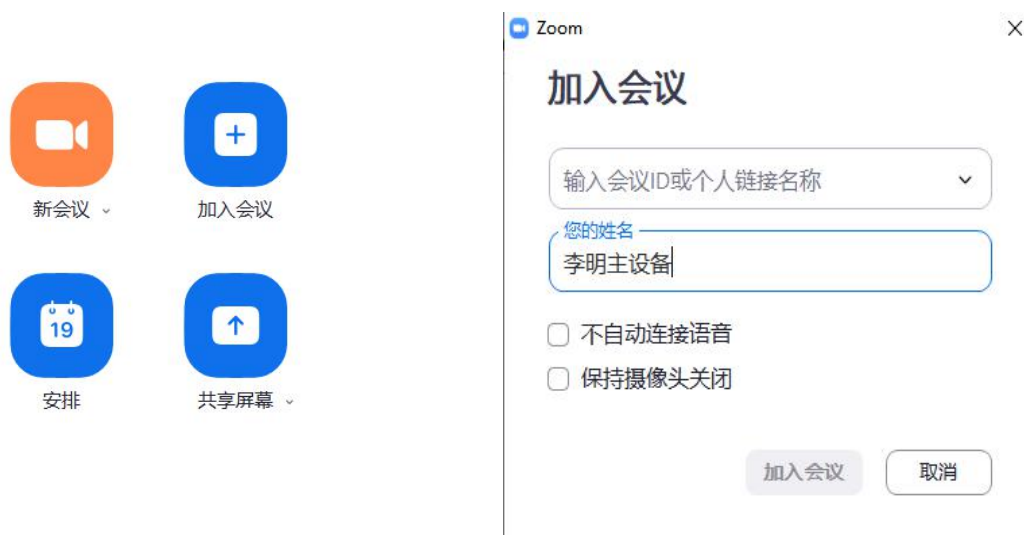 新会议
加入会议
19
安排
共享屏幕
Zoom
加入会议
输入会议ID或个人链接名称
您的姓名
李明主设备
不自动连接语音
保持摄像头关闭
加入会议
取消